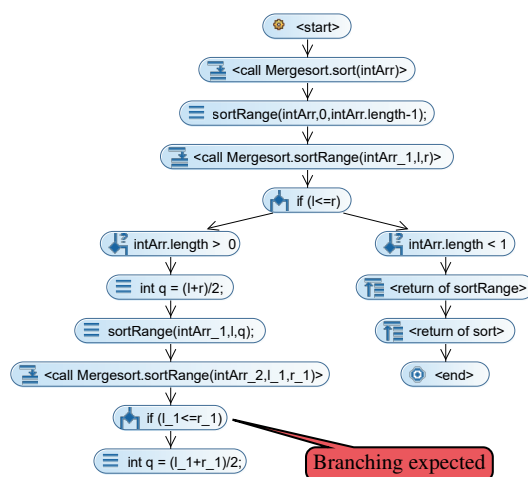 <start>
<call Mergesort.sort(intArr)>
sortRange(intArr,0,intArr.length-1);
<call Mergesort.sortRange(intArr_1,l,r)>
if (l<=r)
intArr.length > 0
intArr.length < 1
int q = (l+r)/2;
<return of sortRange>
sortRange(intArr_1,l,q);
<return of sort>
<call Mergesort.sortRange(intArr_2,l_1,r_1)>
<end>
if (l_1<=r_1)
int q = (l_1+r_1)/2;
Branching expected